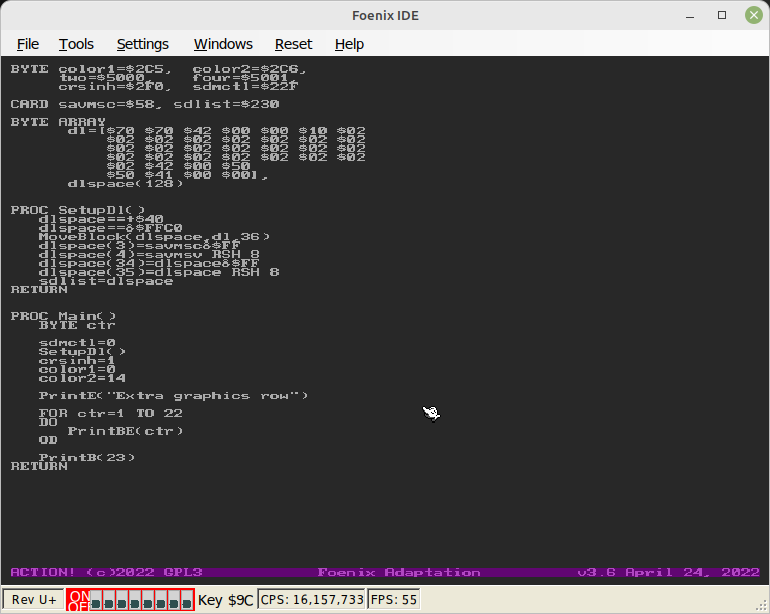 Foenix IDE
File Tools Settings Windows Reset Help
BYTE color1=$2C5, color2=$2C6,
two=$5000, four=$5001,
crsinh=$2F0, sdmctl=$22F
CARD savmsc=$58, sdlist=$230
BYTE ARRAY
dl=[$70 $70 $42 $00 $00 $10 $02
$02 $02 $02 $02 $02 $02 $02
$02 $02 $02 $02 $02 $02 $02
$02 $02 $02 $02 $02 $02 $02
$02 $42 $00 $50
$50 $41 $00 $00],
dlspace(128)
PROC SetupDl()
dlspace==+$40
dlspace==&$FFC0
MoveBlock(dlspace,dl,36)
dlspace(3)=savmsc&$FF
dlspace(4)=savmsv RSH 8
dlspace(34)=dlspace&$FF
dlspace(35)=dlspace RSH 8
sdlist=dlspace
RETURN
PROC Main()
BYTE ctr
sdmctl=0
SetupDl()
crsinh=1
color1=0
color2=14
PrintE("Extra graphics row")
FOR ctr=1 TO 22
DO
PrintBE(ctr)
OD
PrintB(23)
RETURN
ACTION! (c)2022 GPL3 Foenix Adaptation v3.6 April 24, 2022
Rev U+ ON Key $9C CPS: 16,157,733 FPS: 55
OFF